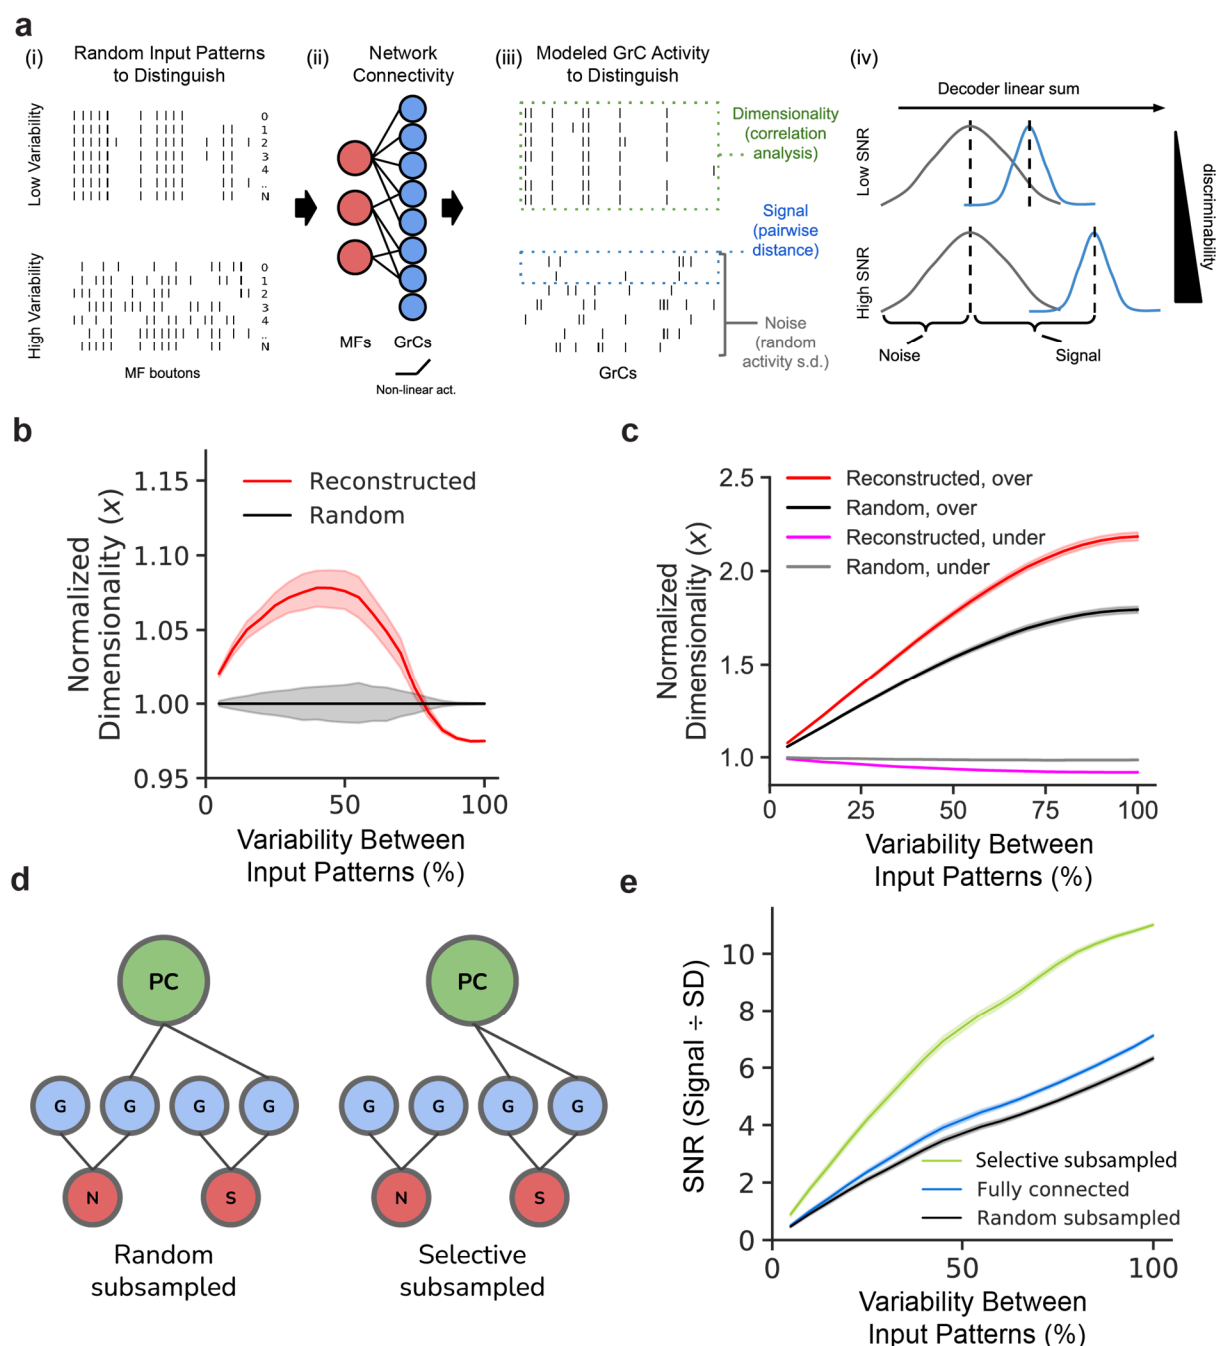 a
(i)
Random Input Patterns
to Distinguish
Low Variability
0
1
2
3
4
..
N
High Variability
0
1
2
3
4
..
N
MF boutons
(ii)
Network
Connectivity
MFs
GrCs
Non-linear act.
(iii)
Modeled GrC Activity
to Distinguish
Dimensionality
(correlation
analysis)
Signal
(pairwise
distance)
Noise
(random
activity s.d.)
GrCs
(iv)
Decoder linear sum
Low SNR
High SNR
Noise
Signal
discriminability
b
Normalized
Dimensionality (x)
1.15
1.10
1.05
1.00
0.95
Reconstructed
Random
0
50
100
Variability Between
Input Patterns (%)
c
Normalized
Dimensionality (x)
2.5
2.0
1.5
1.0
Reconstructed, over
Random, over
Reconstructed, under
Random, under
0
25
50
75
100
Variability Between
Input Patterns (%)
d
PC
G
G
G
G
N
S
Random
subsampled
PC
G
G
G
G
N
S
Selective
subsampled
e
SNR (Signal ÷ SD)
10
8
6
4
2
0
Selective subsampled
Fully connected
Random subsampled
0
50
100
Variability Between
Input Patterns (%)